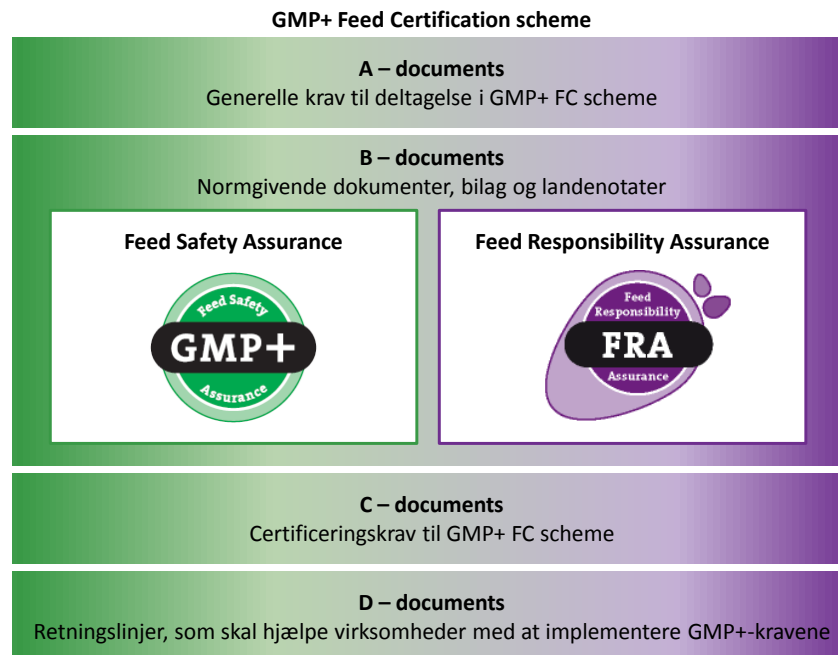 GMP+ Feed Certification scheme
A – documents
Generelle krav til deltagelse i GMP+ FC scheme
B – documents
Normgivende dokumenter, bilag og landenotater
Feed Safety Assurance
Feed Safety
GMP+
Assurance
Feed Responsibility Assurance
Feed
Responsibility
FRA
Assurance
C – documents
Certificeringskrav til GMP+ FC scheme
D – documents
Retningslinjer, som skal hjælpe virksomheder med at implementere GMP+-kravene